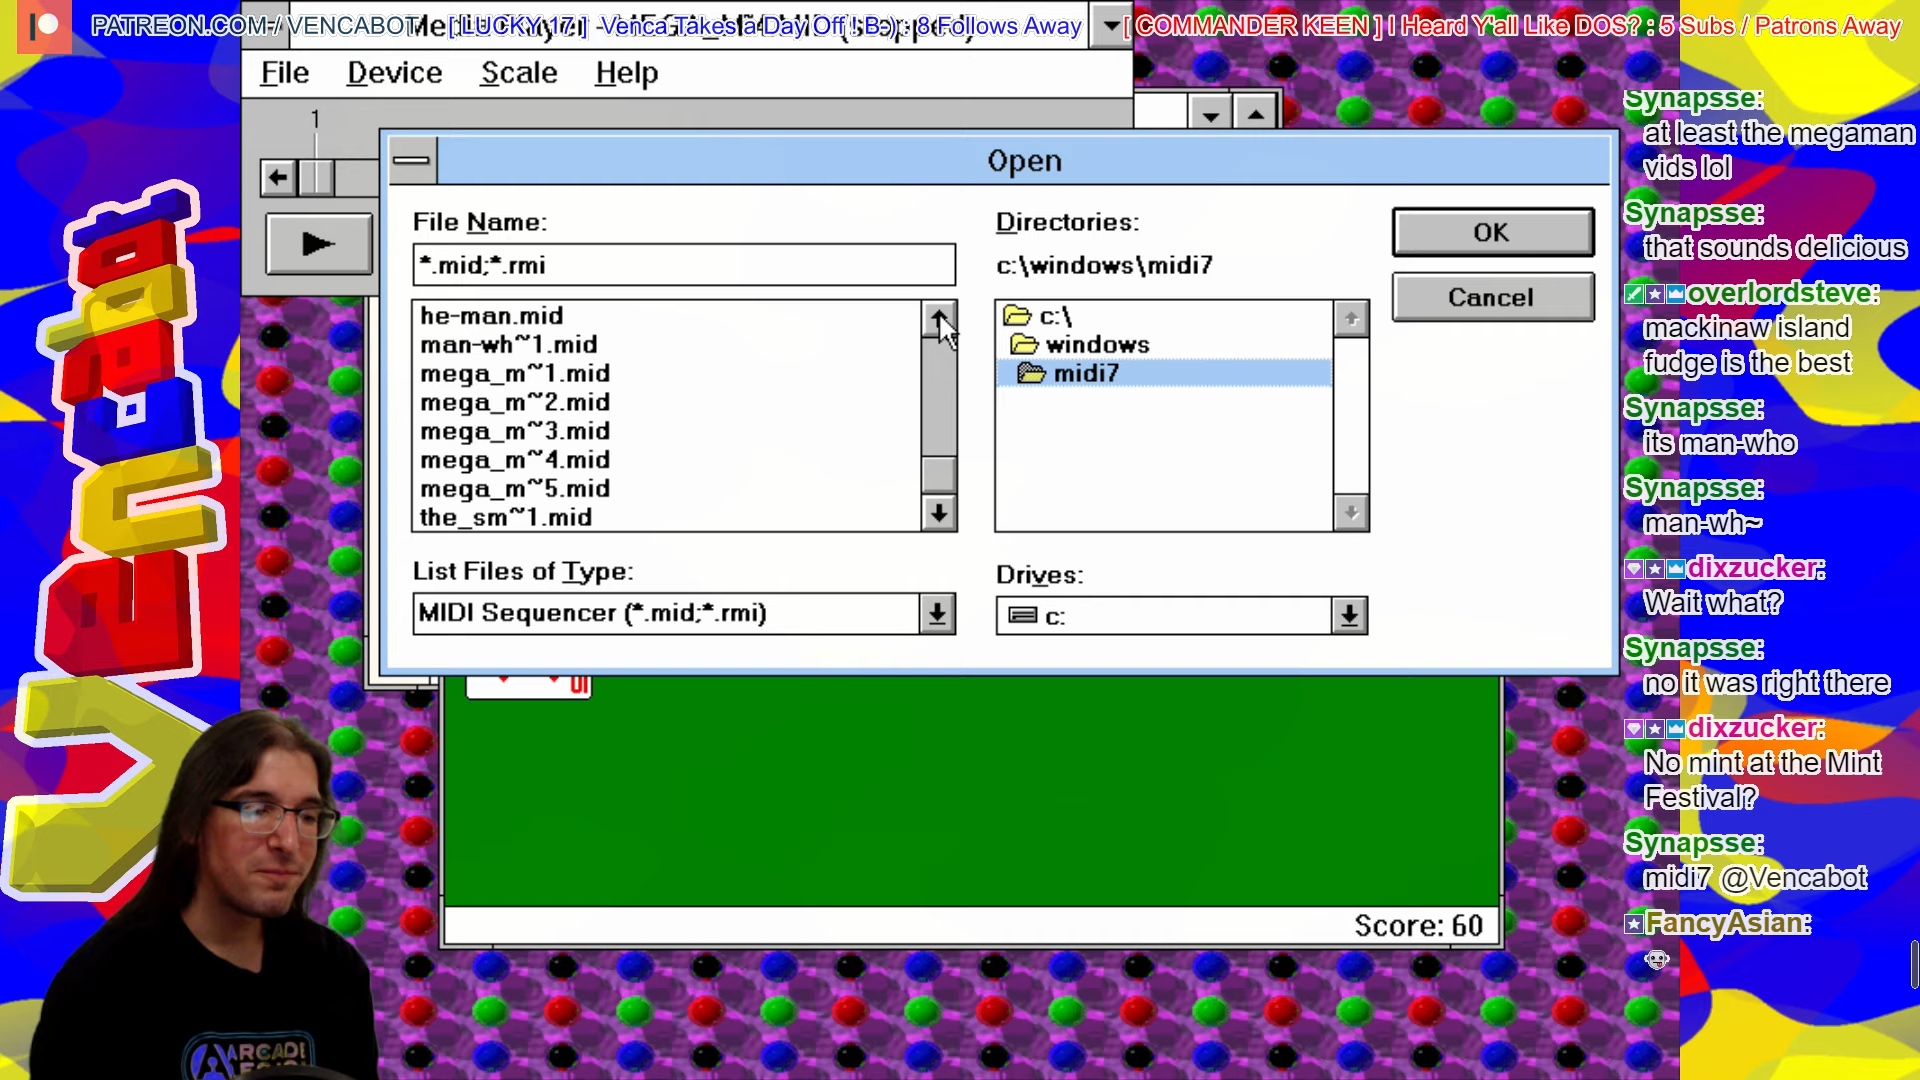 PATREON.COM / VENCABOT
[ LUCKY 17 ] Venca Takes a Day Off ! B ) : 8 Follows Away
[ COMMANDER KEEN ] I Heard Y'all Like DOS? : 5 Subs / Patrons Away
File Device Scale Help
1
Open
File Name:
*.mid;*.rmi
he-man.mid
man-wh~1.mid
mega_m~1.mid
mega_m~2.mid
mega_m~3.mid
mega_m~4.mid
mega_m~5.mid
the_sm~1.mid
List Files of Type:
MIDI Sequencer (*.mid;*.rmi)
Directories:
c:\windows\midi7
c:\
windows
midi7
Drives:
c:
OK
Cancel
Score: 60
Vencabot
ARCADE
Synapsse:
at least the megaman
vids lol
Synapsse:
that sounds delicious
overlordsteve:
mackinaw island
fudge is the best
Synapsse:
its man-who
Synapsse:
man-wh~
dixzucker:
Wait what?
Synapsse:
no it was right there
dixzucker:
No mint at the Mint
Festival?
Synapsse:
midi7 @Vencabot
FancyAsian: